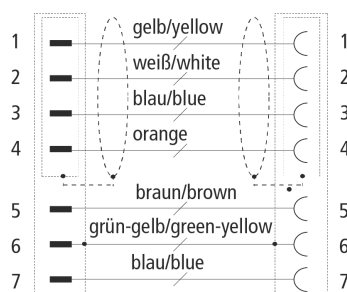 1 gelb/yellow 1
2 weiß/white 2
3 blau/blue 3
4 orange 4
5 braun/brown 5
6 grün-gelb/green-yellow 6
7 blau/blue 7